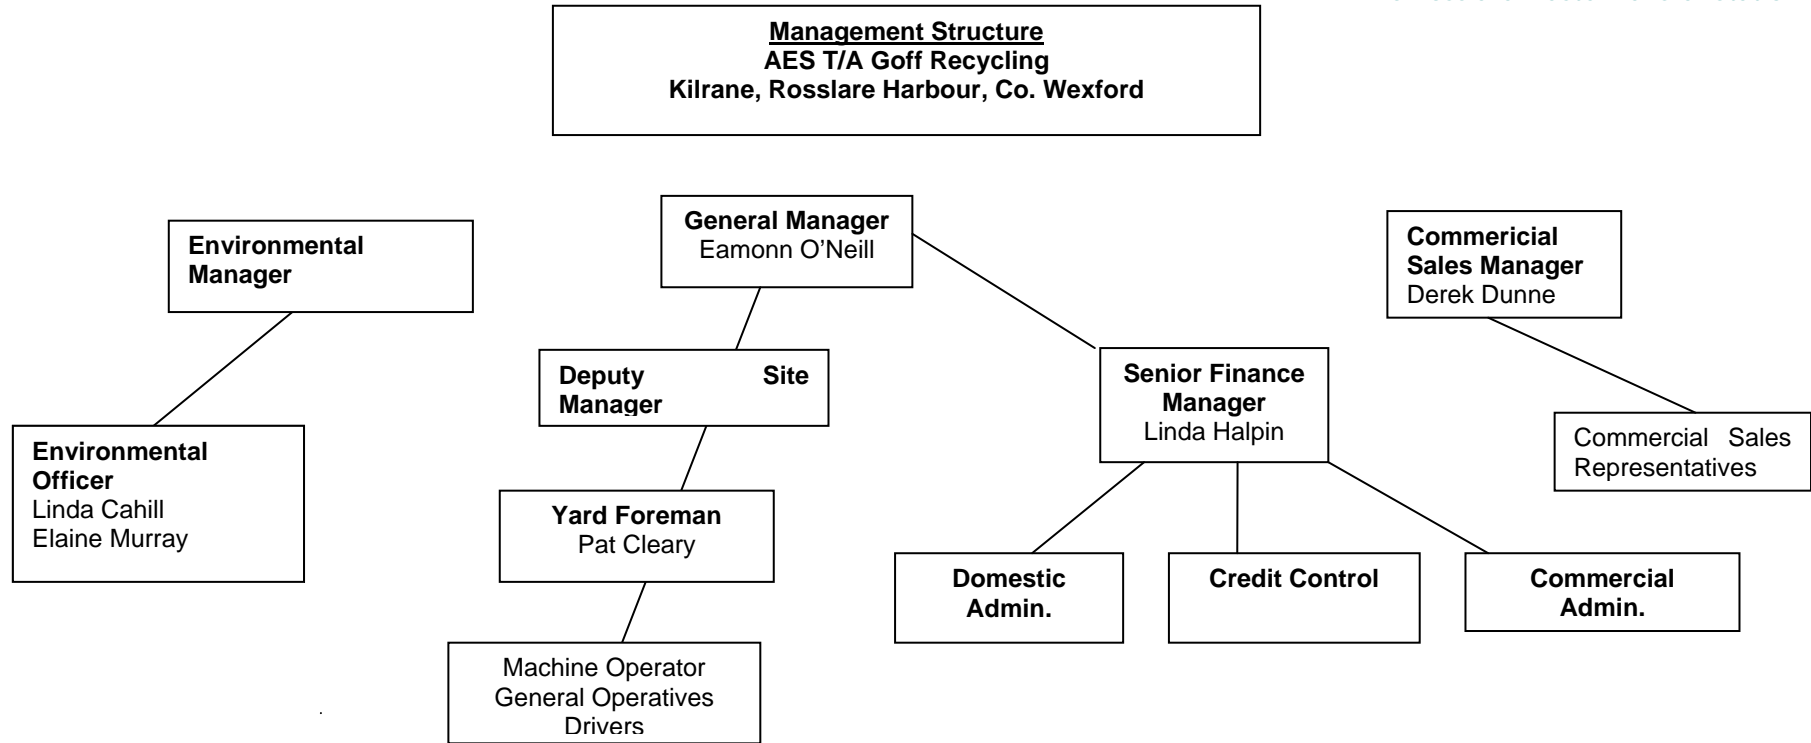 Management Structure
AES T/A Goff Recycling
Kilrane, Rosslare Harbour, Co. Wexford
General Manager
Eamonn O’Neill
Environmental
Manager
Commericial
Sales Manager
Derek Dunne
Deputy Site
Manager
Senior Finance
Manager
Linda Halpin
Environmental
Officer
Linda Cahill
Elaine Murray
Commercial Sales
Representatives
Yard Foreman
Pat Cleary
Domestic
Admin.
Credit Control
Commercial
Admin.
Machine Operator
General Operatives
Drivers